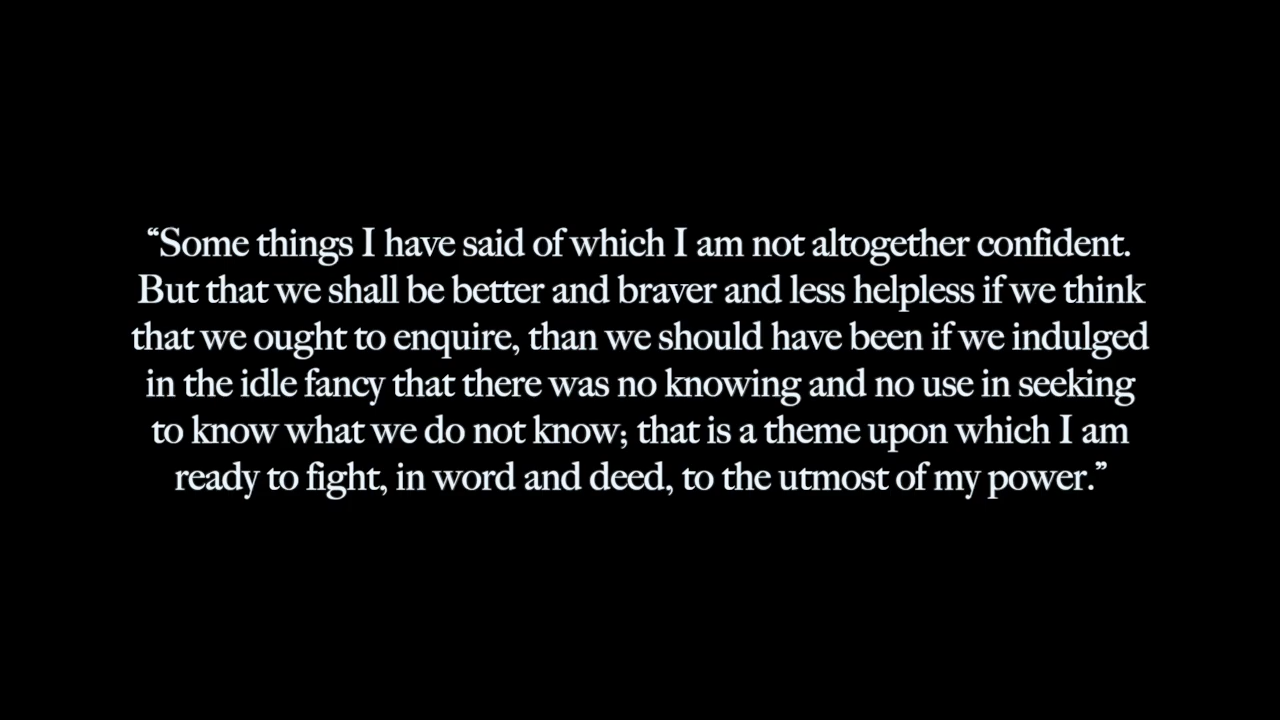 “Some things I have said of which I am not altogether confident.
But that we shall be better and braver and less helpless if we think
that we ought to enquire, than we should have been if we indulged
in the idle fancy that there was no knowing and no use in seeking
to know what we do not know; that is a theme upon which I am
ready to fight, in word and deed, to the utmost of my power.”